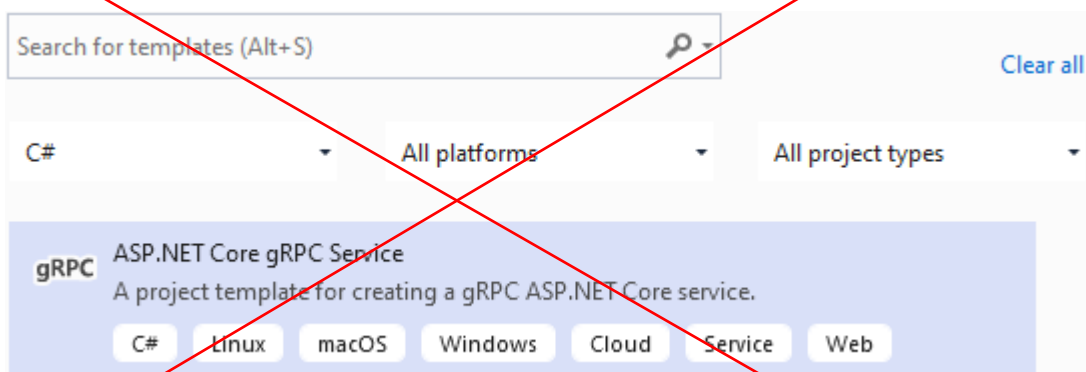 Search for templates (Alt+S)
Clear all
C# All platforms All project types
gRPC ASP.NET Core gRPC Service
A project template for creating a gRPC ASP.NET Core service.
C# Linux macOS Windows Cloud Service Web